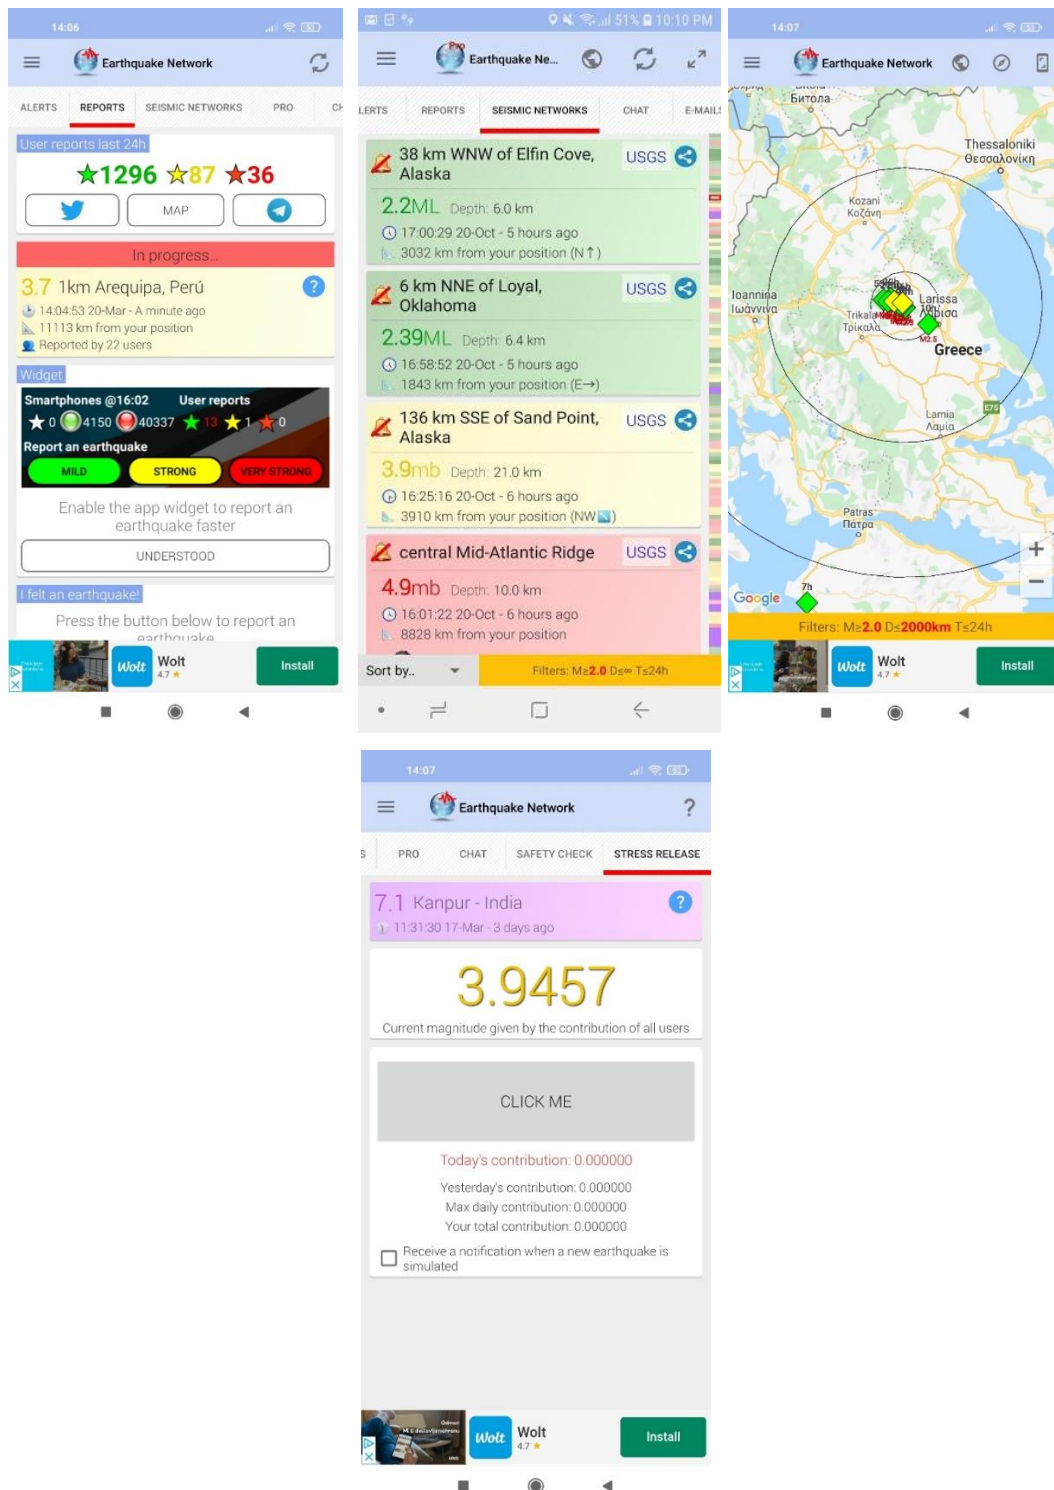 14:06
Earthquake Network
ALERTS REPORTS SEISMIC NETWORKS PRO CH
User reports last 24h
★1296 ★87 ★36
MAP
In progress...
3.7 1km Arequipa, Perú
14:04:53 20-Mar - A minute ago
11113 km from your position
Reported by 22 users
Widget
Smartphones @16:02 User reports
0 4150 40337 13 1 0
Report an earthquake
MILD STRONG VERY STRONG
Enable the app widget to report an
earthquake faster
UNDERSTOOD
I felt an earthquake!
Press the button below to report an
earthquake
Wolt Wolt Install
4.7 ★
51% 10:10 PM
Pro
Earthquake Ne...
LERTS REPORTS SEISMIC NETWORKS CHAT E-MAILS
38 km WNW of Elfin Cove, USGS
Alaska
2.2ML Depth: 6.0 km
17:00:29 20-Oct - 5 hours ago
3032 km from your position (N↑)
6 km NNE of Loyal, USGS
Oklahoma
2.39ML Depth: 6.4 km
16:58:52 20-Oct - 5 hours ago
1843 km from your position (E→)
136 km SSE of Sand Point, USGS
Alaska
3.9mb Depth: 21.0 km
16:25:16 20-Oct - 6 hours ago
3910 km from your position (NW↖)
central Mid-Atlantic Ridge USGS
4.9mb Depth: 10.0 km
16:01:22 20-Oct - 6 hours ago
8828 km from your position
Sort by.. Filters: M≥2.0 D≤∞ T≤24h
14:07
Earthquake Network
Битола
Thessaloniki
Θεσσαλονίκη
Kozani
Κοζάνη
Ioannina
Ιωάννινα
Larissa
Λάρισα
Trikala
Τρίκαλα
M2.5
Greece
E75
Lamia
Λαμία
Patras
Πάτρα
7h
Google
Filters: M≥2.0 D≤2000km T≤24h
Wolt Wolt Install
4.7 ★
14:07
Earthquake Network ?
S PRO CHAT SAFETY CHECK STRESS RELEASE
7.1 Kanpur - India
11:31:30 17-Mar - 3 days ago
3.9457
Current magnitude given by the contribution of all users
CLICK ME
Today's contribution: 0.000000
Yesterday's contribution: 0.000000
Max daily contribution: 0.000000
Your total contribution: 0.000000
Receive a notification when a new earthquake is
simulated
Wolt Wolt Install
4.7 ★